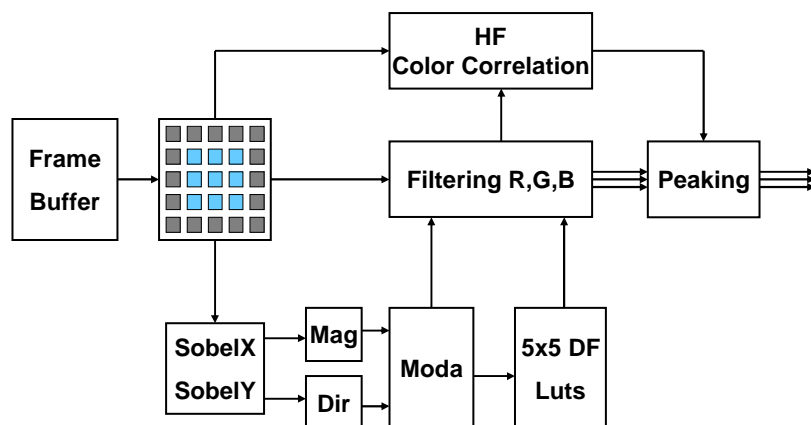 HF
Color Correlation
Frame
Buffer
Filtering R,G,B
Peaking
SobelX
SobelY
Mag
Dir
Moda
5x5 DF
Luts